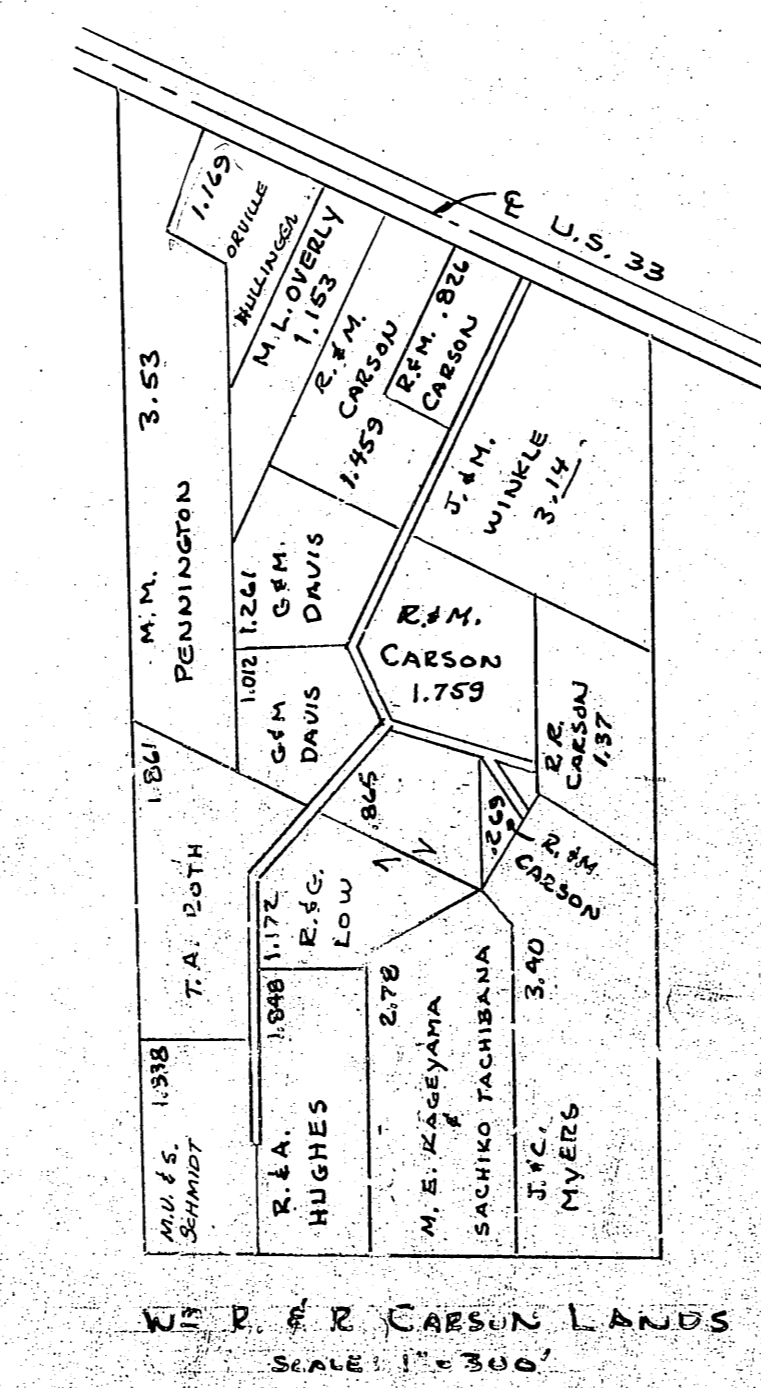 ℄ U.S. 33
1.169
ORVILLE
HULLINGER
M.L. OVERLY
1.153
R. & M.
CARSON
1.459
R. & M. .826
CARSON
J. & M.
WINKLE
3.14
M. M.
PENNINGTON
3.53
1.261
G & M.
DAVIS
1.012
G & M
DAVIS
R. & M.
CARSON
1.759
R. R.
CARSON
1.37
.865
.269
R. & M
CARSON
1.861
T. A. ROTH
1.172
R. & G.
LOW
1.848
R. & A.
HUGHES
2.78
M. E. KAGEYAMA
&
SACHIKO TACHIBANA
3.40
J. & C.
MYERS
1.338
M.U. & S.
SCHMIDT
R. & R CARSON LANDS
SCALE: 1" = 300'